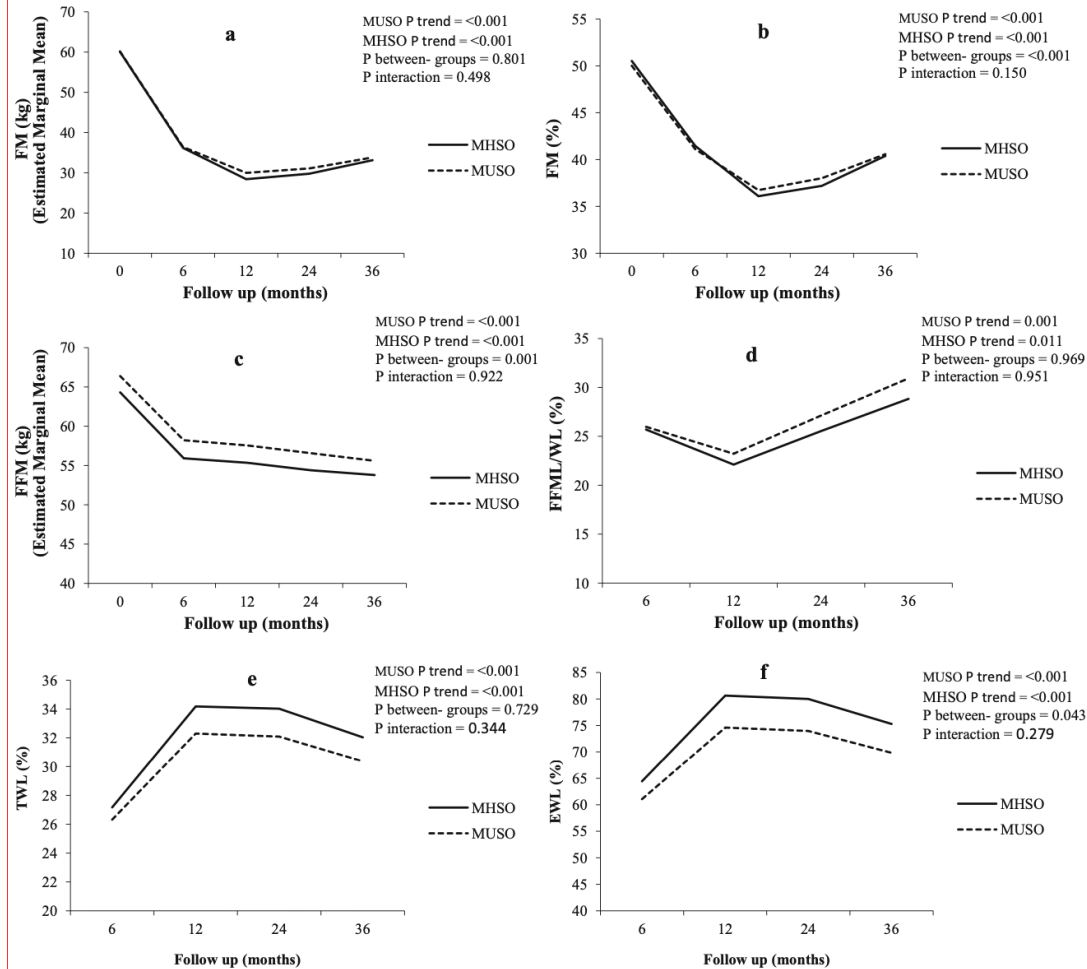 a
MUSO P trend = <0.001
MHSO P trend = <0.001
P between- groups = 0.801
P interaction = 0.498
FM (kg)
(Estimated Marginal Mean)
70
60
50
40
30
20
10
0 6 12 24 36
Follow up (months)
MHSO
MUSO
b
MUSO P trend = <0.001
MHSO P trend = <0.001
P between- groups = <0.001
P interaction = 0.150
FM (%)
55
50
45
40
35
30
0 6 12 24 36
Follow up (months)
MHSO
MUSO
c
MUSO P trend = <0.001
MHSO P trend = <0.001
P between- groups = 0.001
P interaction = 0.922
FFM (kg)
(Estimated Marginal Mean)
70
65
60
55
50
45
40
0 6 12 24 36
Follow up (months)
MHSO
MUSO
d
MUSO P trend = 0.001
MHSO P trend = 0.011
P between- groups = 0.969
P interaction = 0.951
FFML/WL (%)
35
30
25
20
15
10
6 12 24 36
Follow up (months)
MHSO
MUSO
e
MUSO P trend = <0.001
MHSO P trend = <0.001
P between- groups = 0.729
P interaction = 0.344
TWL (%)
36
34
32
30
28
26
24
22
20
6 12 24 36
Follow up (months)
MHSO
MUSO
f
MUSO P trend = <0.001
MHSO P trend = <0.001
P between- groups = 0.043
P interaction = 0.279
EWL (%)
85
80
75
70
65
60
55
50
45
40
6 12 24 36
Follow up (months)
MHSO
MUSO